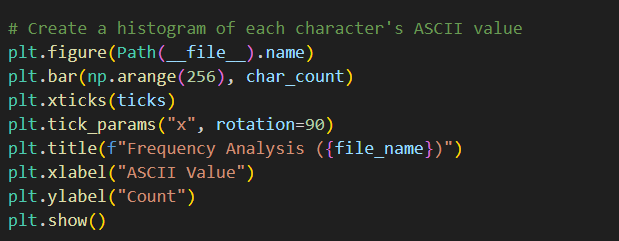 # Create a histogram of each character's ASCII value
plt.figure(Path(__file__).name)
plt.bar(np.arange(256), char_count)
plt.xticks(ticks)
plt.tick_params("x", rotation=90)
plt.title(f"Frequency Analysis ({file_name})")
plt.xlabel("ASCII Value")
plt.ylabel("Count")
plt.show()